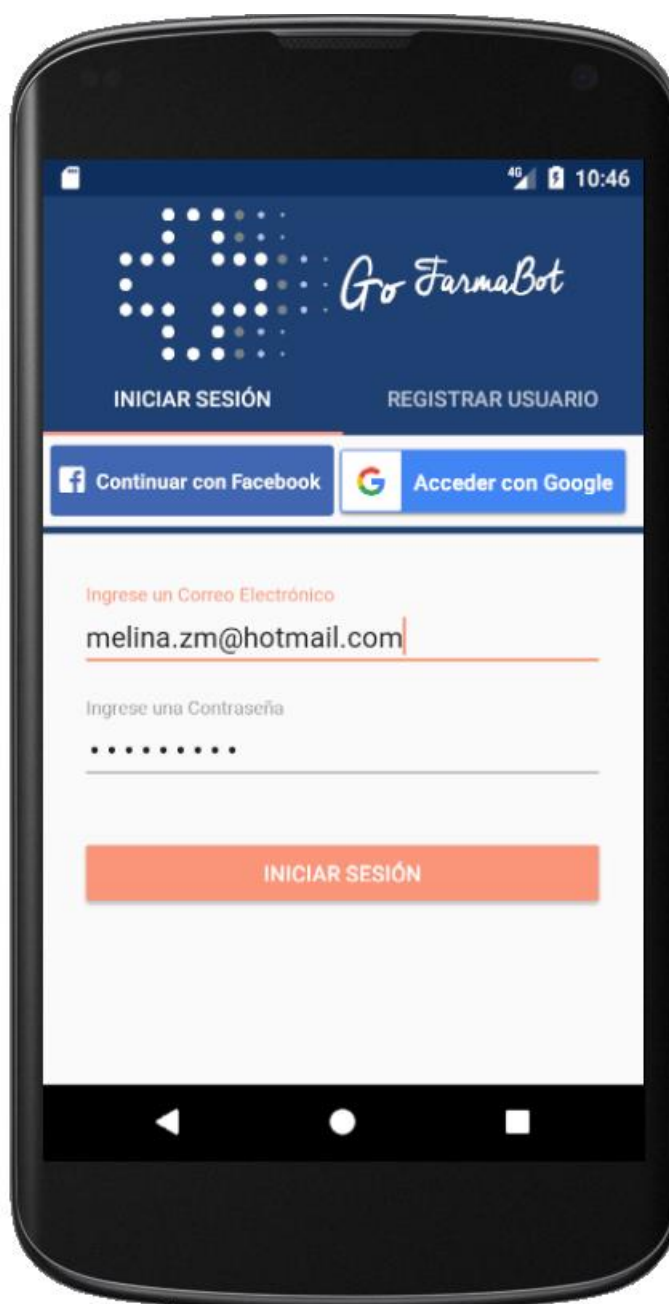 4G 10:46
Go FarmaBot
INICIAR SESIÓN REGISTRAR USUARIO
Continuar con Facebook Acceder con Google
Ingrese un Correo Electrónico
melina.zm@hotmail.com
Ingrese una Contraseña
•••••••••
INICIAR SESIÓN